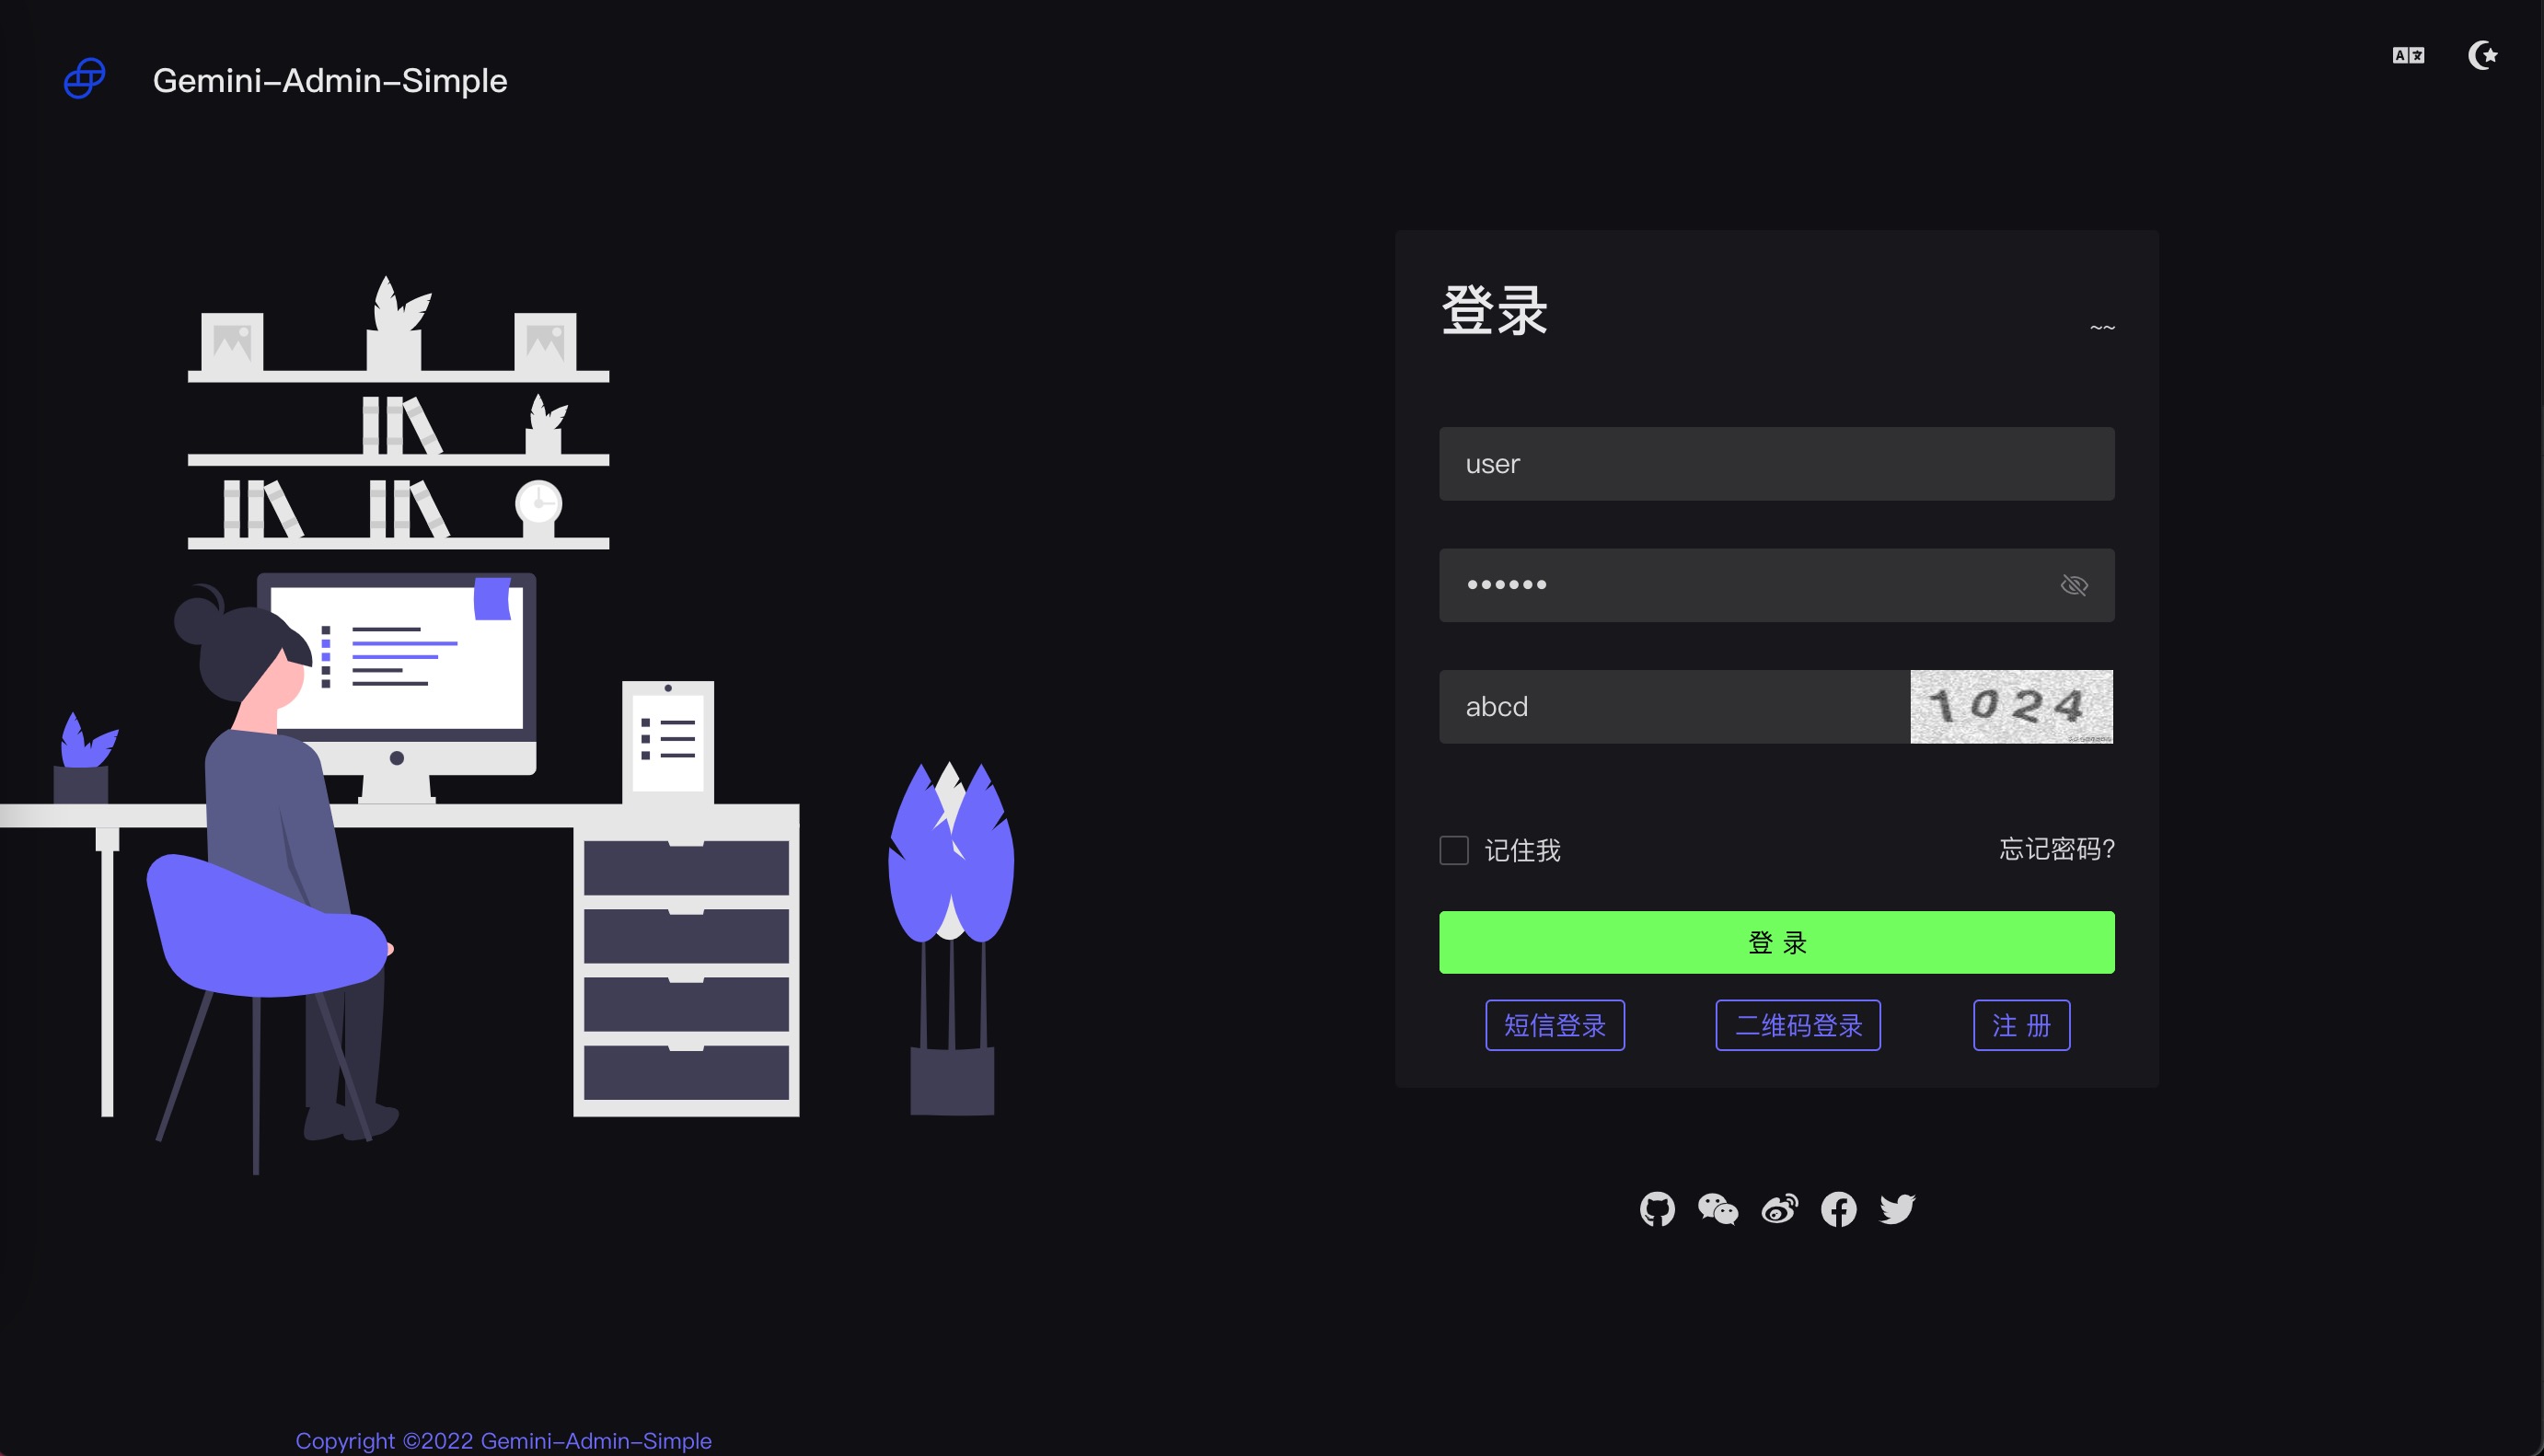 Gemini-Admin-Simple
A 文
登录
~~
user
••••••
abcd
1024
记住我
忘记密码?
登 录
短信登录
二维码登录
注 册
Copyright ©2022 Gemini-Admin-Simple